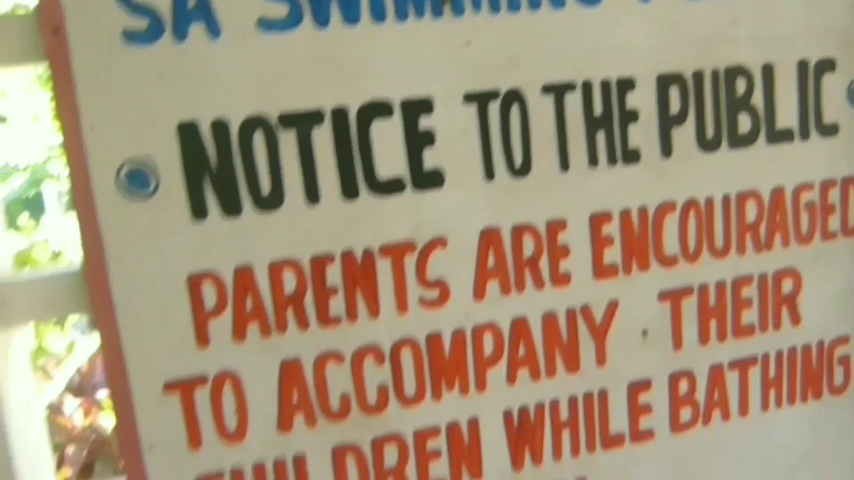 SA SWIMMING
NOTICE TO THE PUBLIC
PARENTS ARE ENCOURAGED
TO ACCOMPANY THEIR
CHILDREN WHILE BATHING